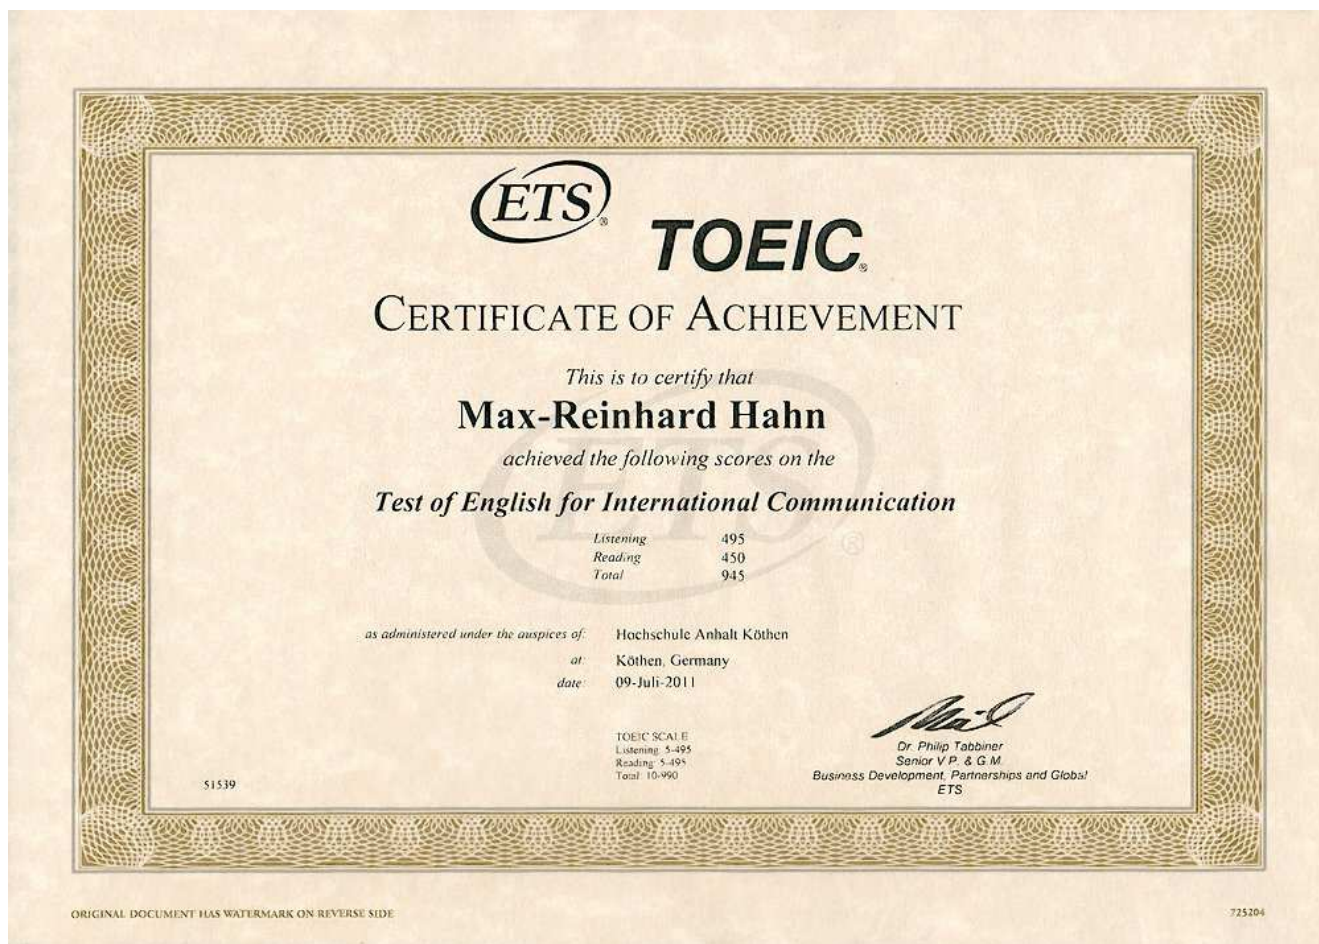 ETS®
TOEIC®
CERTIFICATE OF ACHIEVEMENT
This is to certify that
Max-Reinhard Hahn
achieved the following scores on the
Test of English for International Communication
Listening 495
Reading 450
Total 945
as administered under the auspices of: Hochschule Anhalt Köthen
at: Köthen, Germany
date: 09-Juli-2011
TOEIC SCALE
Listening: 5-495
Reading: 5-495
Total: 10-990
Dr. Philip Tabbiner
Senior V.P. & G.M.
Business Development, Partnerships and Global
ETS
51539
ETS®
ORIGINAL DOCUMENT HAS WATERMARK ON REVERSE SIDE
725204